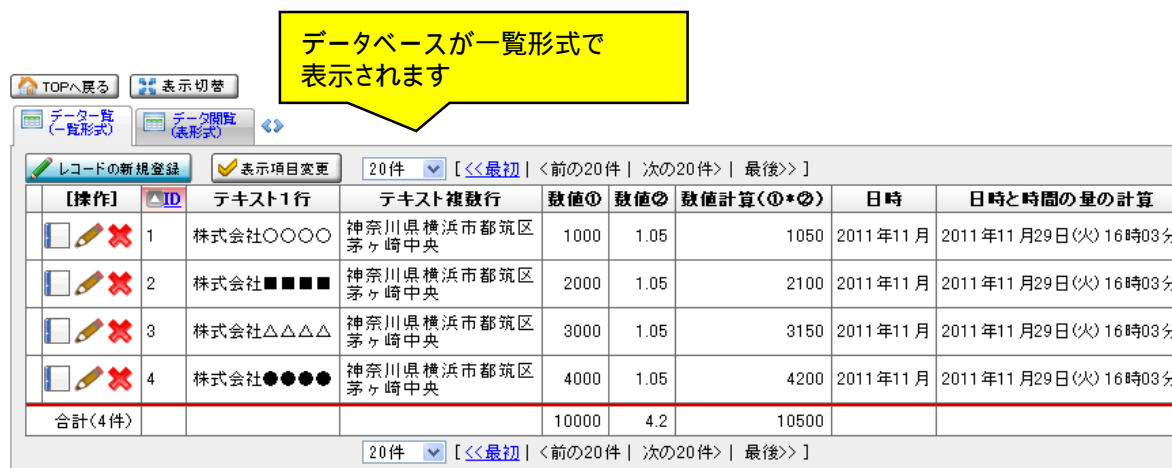 データベースが一覧形式で
表示されます
TOPへ戻る 表示切替
データ一覧
(一覧形式)
データ閲覧
(表形式)
レコードの新規登録 表示項目変更 20件 [<<最初 | <前の20件 | 次の20件> | 最後>> ]
[操作] ID テキスト1行 テキスト複数行 数値① 数値② 数値計算(①*②) 日時 日時と時間の量の計算
1 株式会社○○○○ 神奈川県横浜市都筑区
茅ヶ崎中央 1000 1.05 1050 2011年11月 2011年11月29日(火) 16時03分
2 株式会社■■■■ 神奈川県横浜市都筑区
茅ヶ崎中央 2000 1.05 2100 2011年11月 2011年11月29日(火) 16時03分
3 株式会社△△△△ 神奈川県横浜市都筑区
茅ヶ崎中央 3000 1.05 3150 2011年11月 2011年11月29日(火) 16時03分
4 株式会社●●●● 神奈川県横浜市都筑区
茅ヶ崎中央 4000 1.05 4200 2011年11月 2011年11月29日(火) 16時03分
合計(4件) 10000 4.2 10500
20件 [<<最初 | <前の20件 | 次の20件> | 最後>> ]